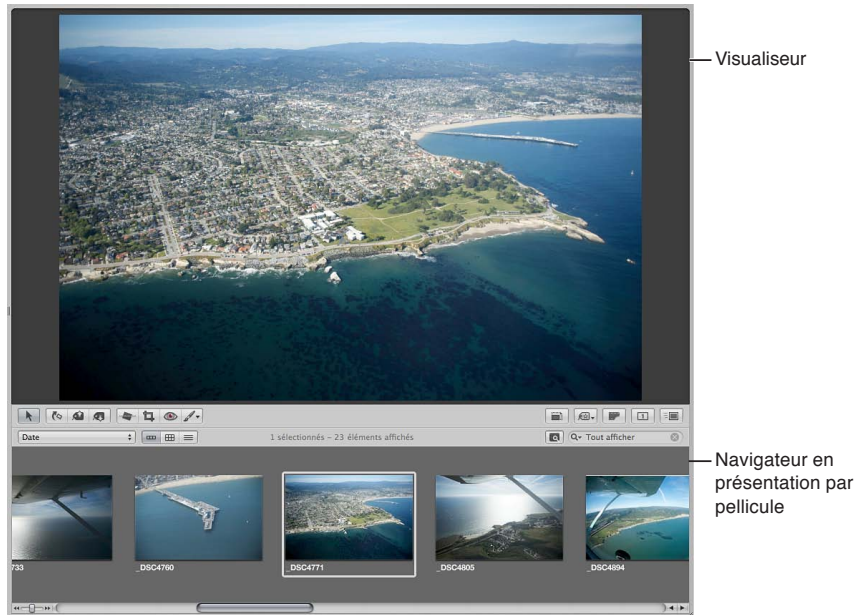 Visualiseur
Date
1 sélectionnés – 23 éléments affichés
Tout afficher
Navigateur en
présentation par
pellicule
733
_DSC4760
_DSC4771
_DSC4805
_DSC4894